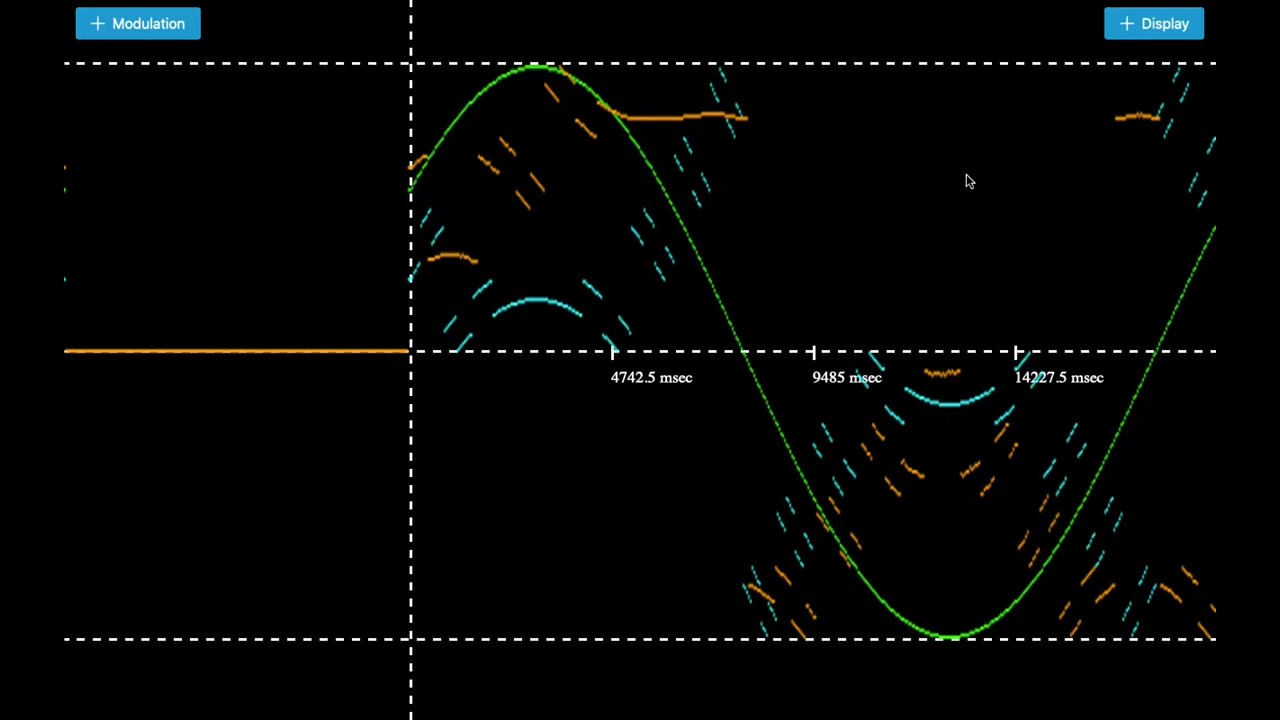 + Modulation
+ Display
4742.5 msec
9485 msec
14227.5 msec